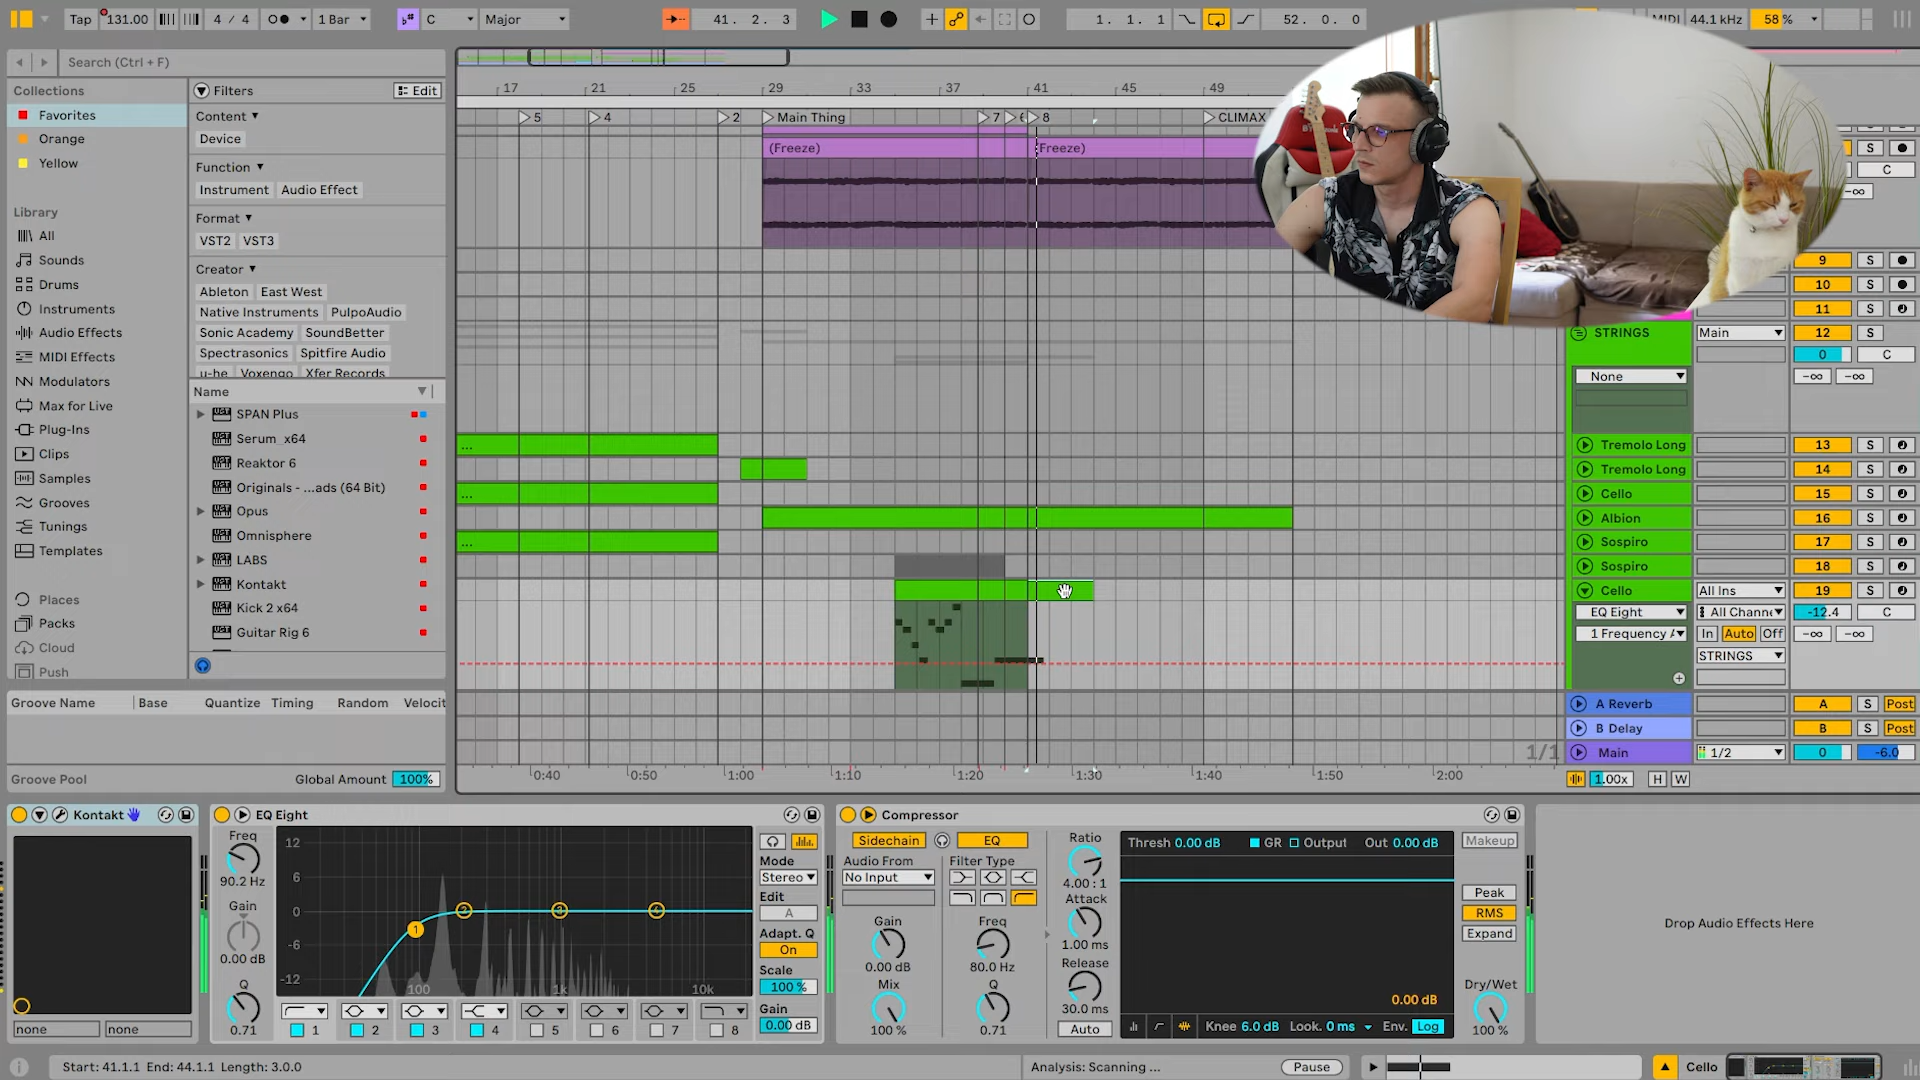 Tap 131.00 4 / 4 1 Bar C Major 41. 2. 3 1. 1. 1 52. 0. 0 MIDI 44.1 kHz 58 %
Search (Ctrl + F)
Collections
Favorites
Orange
Yellow
Library
All
Sounds
Drums
Instruments
Audio Effects
MIDI Effects
Modulators
Max for Live
Plug-Ins
Clips
Samples
Grooves
Tunings
Templates
Places
Packs
Cloud
Push
Filters Edit
Content
Device
Function
Instrument Audio Effect
Format
VST2 VST3
Creator
Ableton East West
Native Instruments PulpoAudio
Sonic Academy SoundBetter
Spectrasonics Spitfire Audio
u-he Voxengo Xfer Records
Name
SPAN Plus
Serum_x64
Reaktor 6
Originals - ...ads (64 Bit)
Opus
Omnisphere
LABS
Kontakt
Kick 2 x64
Guitar Rig 6
Groove Name Base Quantize Timing Random Velocit
Groove Pool Global Amount 100%
17 21 25 29 33 37 41 45 49
5 4 2 Main Thing 7 8 CLIMAX
(Freeze) Freeze)
...
...
...
1/1
0:40 0:50 1:00 1:10 1:20 1:30 1:40 1:50 2:00
S
C
-∞
9 S
10 S
11 S
STRINGS Main 12 S
0 C
None -∞ -∞
Tremolo Long 13 S
Tremolo Long 14 S
Cello 15 S
Albion 16 S
Sospiro 17 S
Sospiro 18 S
Cello All Ins 19 S
EQ Eight All Channe -12.4 C
1 Frequency In Auto Off -∞ -∞
STRINGS
A Reverb A S Post
B Delay B S Post
Main 1/2 0 -6.0
1.00x H W
Kontakt
none none
EQ Eight
Freq
90.2 Hz
Gain
0.00 dB
Q
0.71
12
6
0
-6
-12
100 1k 10k
1 2 3 4 5 6 7 8
Mode
Stereo
Edit
A
Adapt. Q
On
Scale
100 %
Gain
0.00 dB
Compressor
Sidechain EQ
Audio From Filter Type
No Input
Gain Freq
0.00 dB 80.0 Hz
Mix Q
100 % 0.71
Ratio
4.00 : 1
Attack
1.00 ms
Release
30.0 ms
Auto
Thresh 0.00 dB GR Output Out 0.00 dB
0.00 dB
Knee 6.0 dB Look. 0 ms Env. Log
Makeup
Peak
RMS
Expand
Dry/Wet
100 %
Drop Audio Effects Here
Start: 41.1.1 End: 44.1.1 Length: 3.0.0
Analysis: Scanning ... Pause
Cello